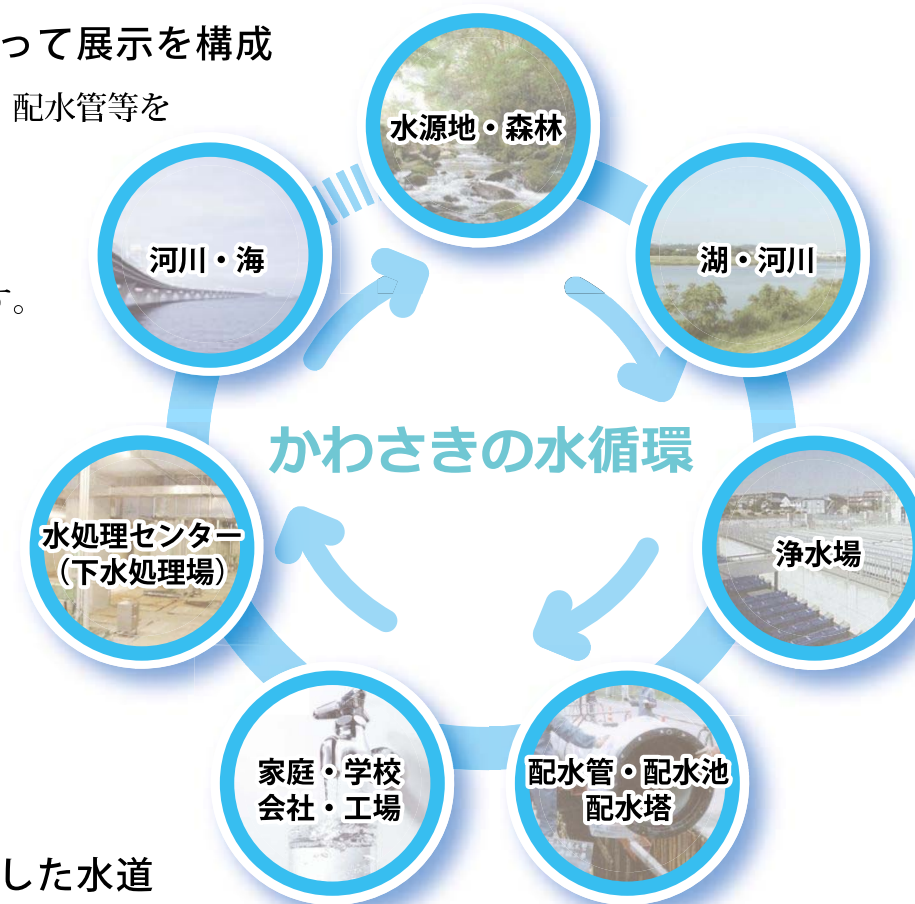 って展示を構成
配水管等を
す。
水源地・森林
湖・河川
浄水場
配水管・配水池
配水塔
家庭・学校
会社・工場
水処理センター
（下水処理場）
河川・海
かわさきの水循環
した水道